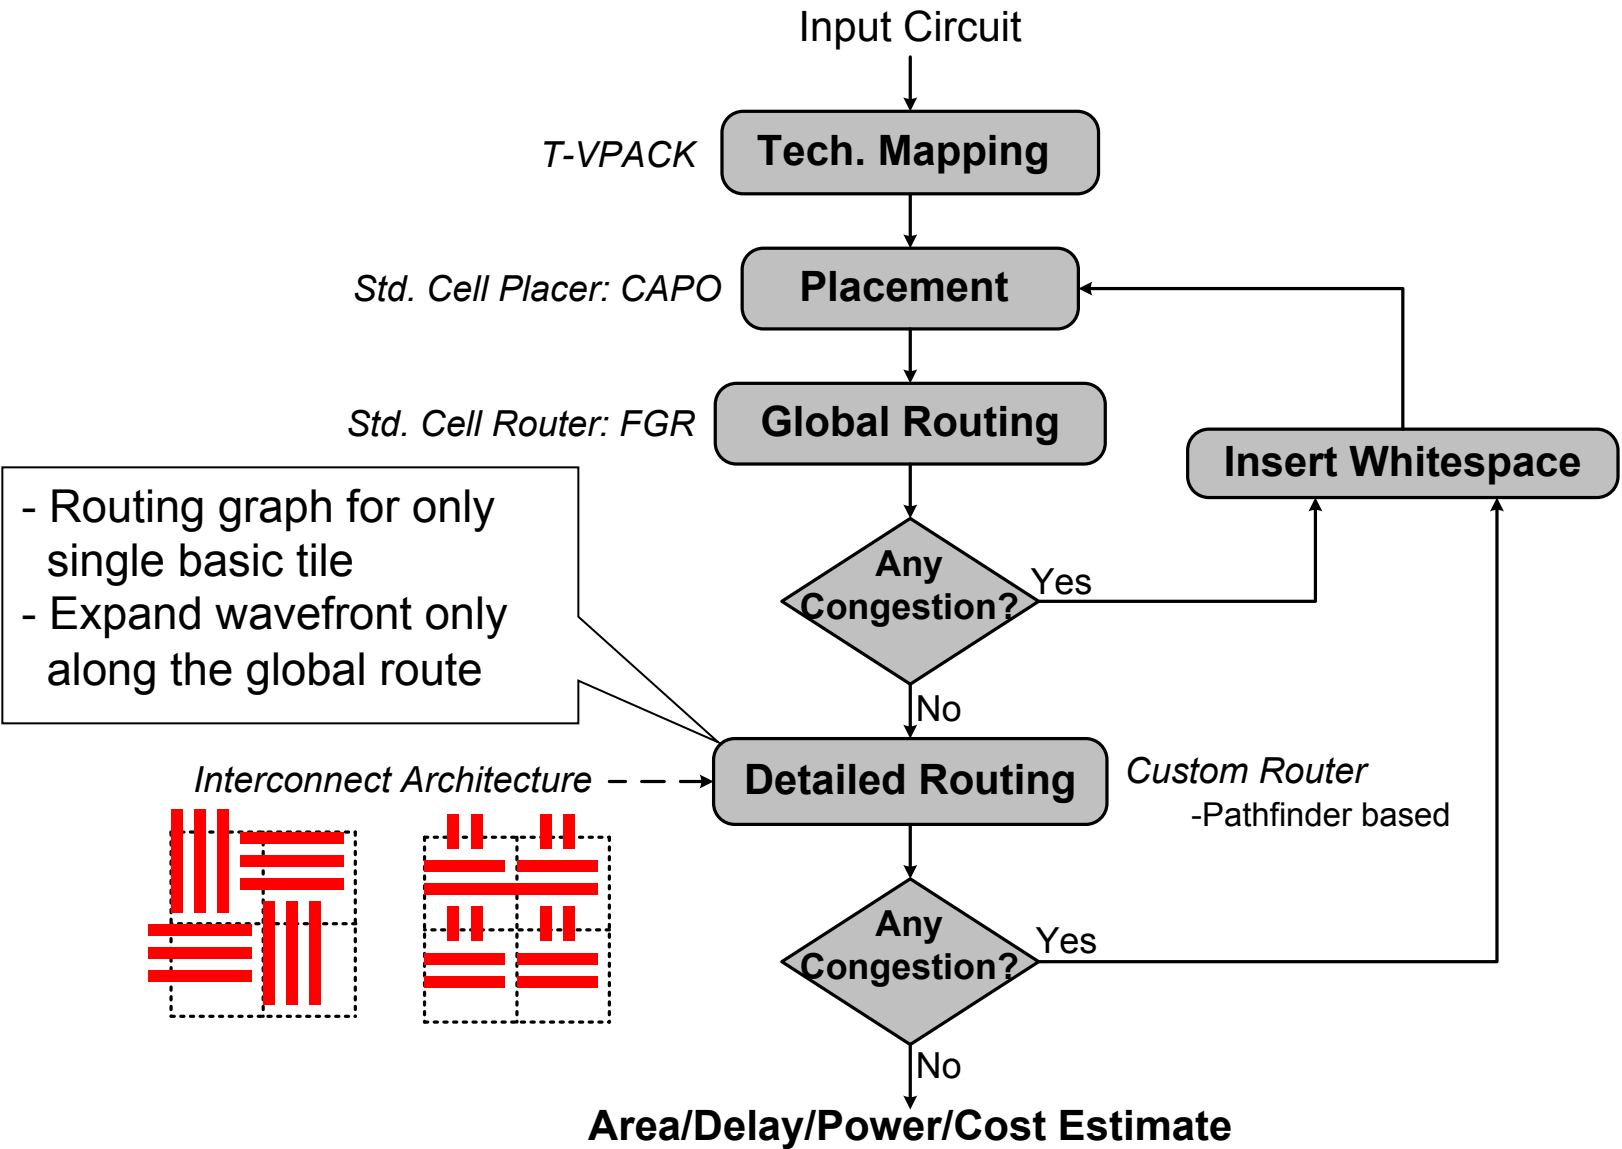 Input Circuit
T-VPACK
Tech. Mapping
Std. Cell Placer: CAPO
Placement
Std. Cell Router: FGR
Global Routing
Insert Whitespace
- Routing graph for only
single basic tile
- Expand wavefront only
along the global route
Any
Congestion?
Yes
No
Interconnect Architecture
Detailed Routing
Custom Router
-Pathfinder based
Any
Congestion?
Yes
No
Area/Delay/Power/Cost Estimate